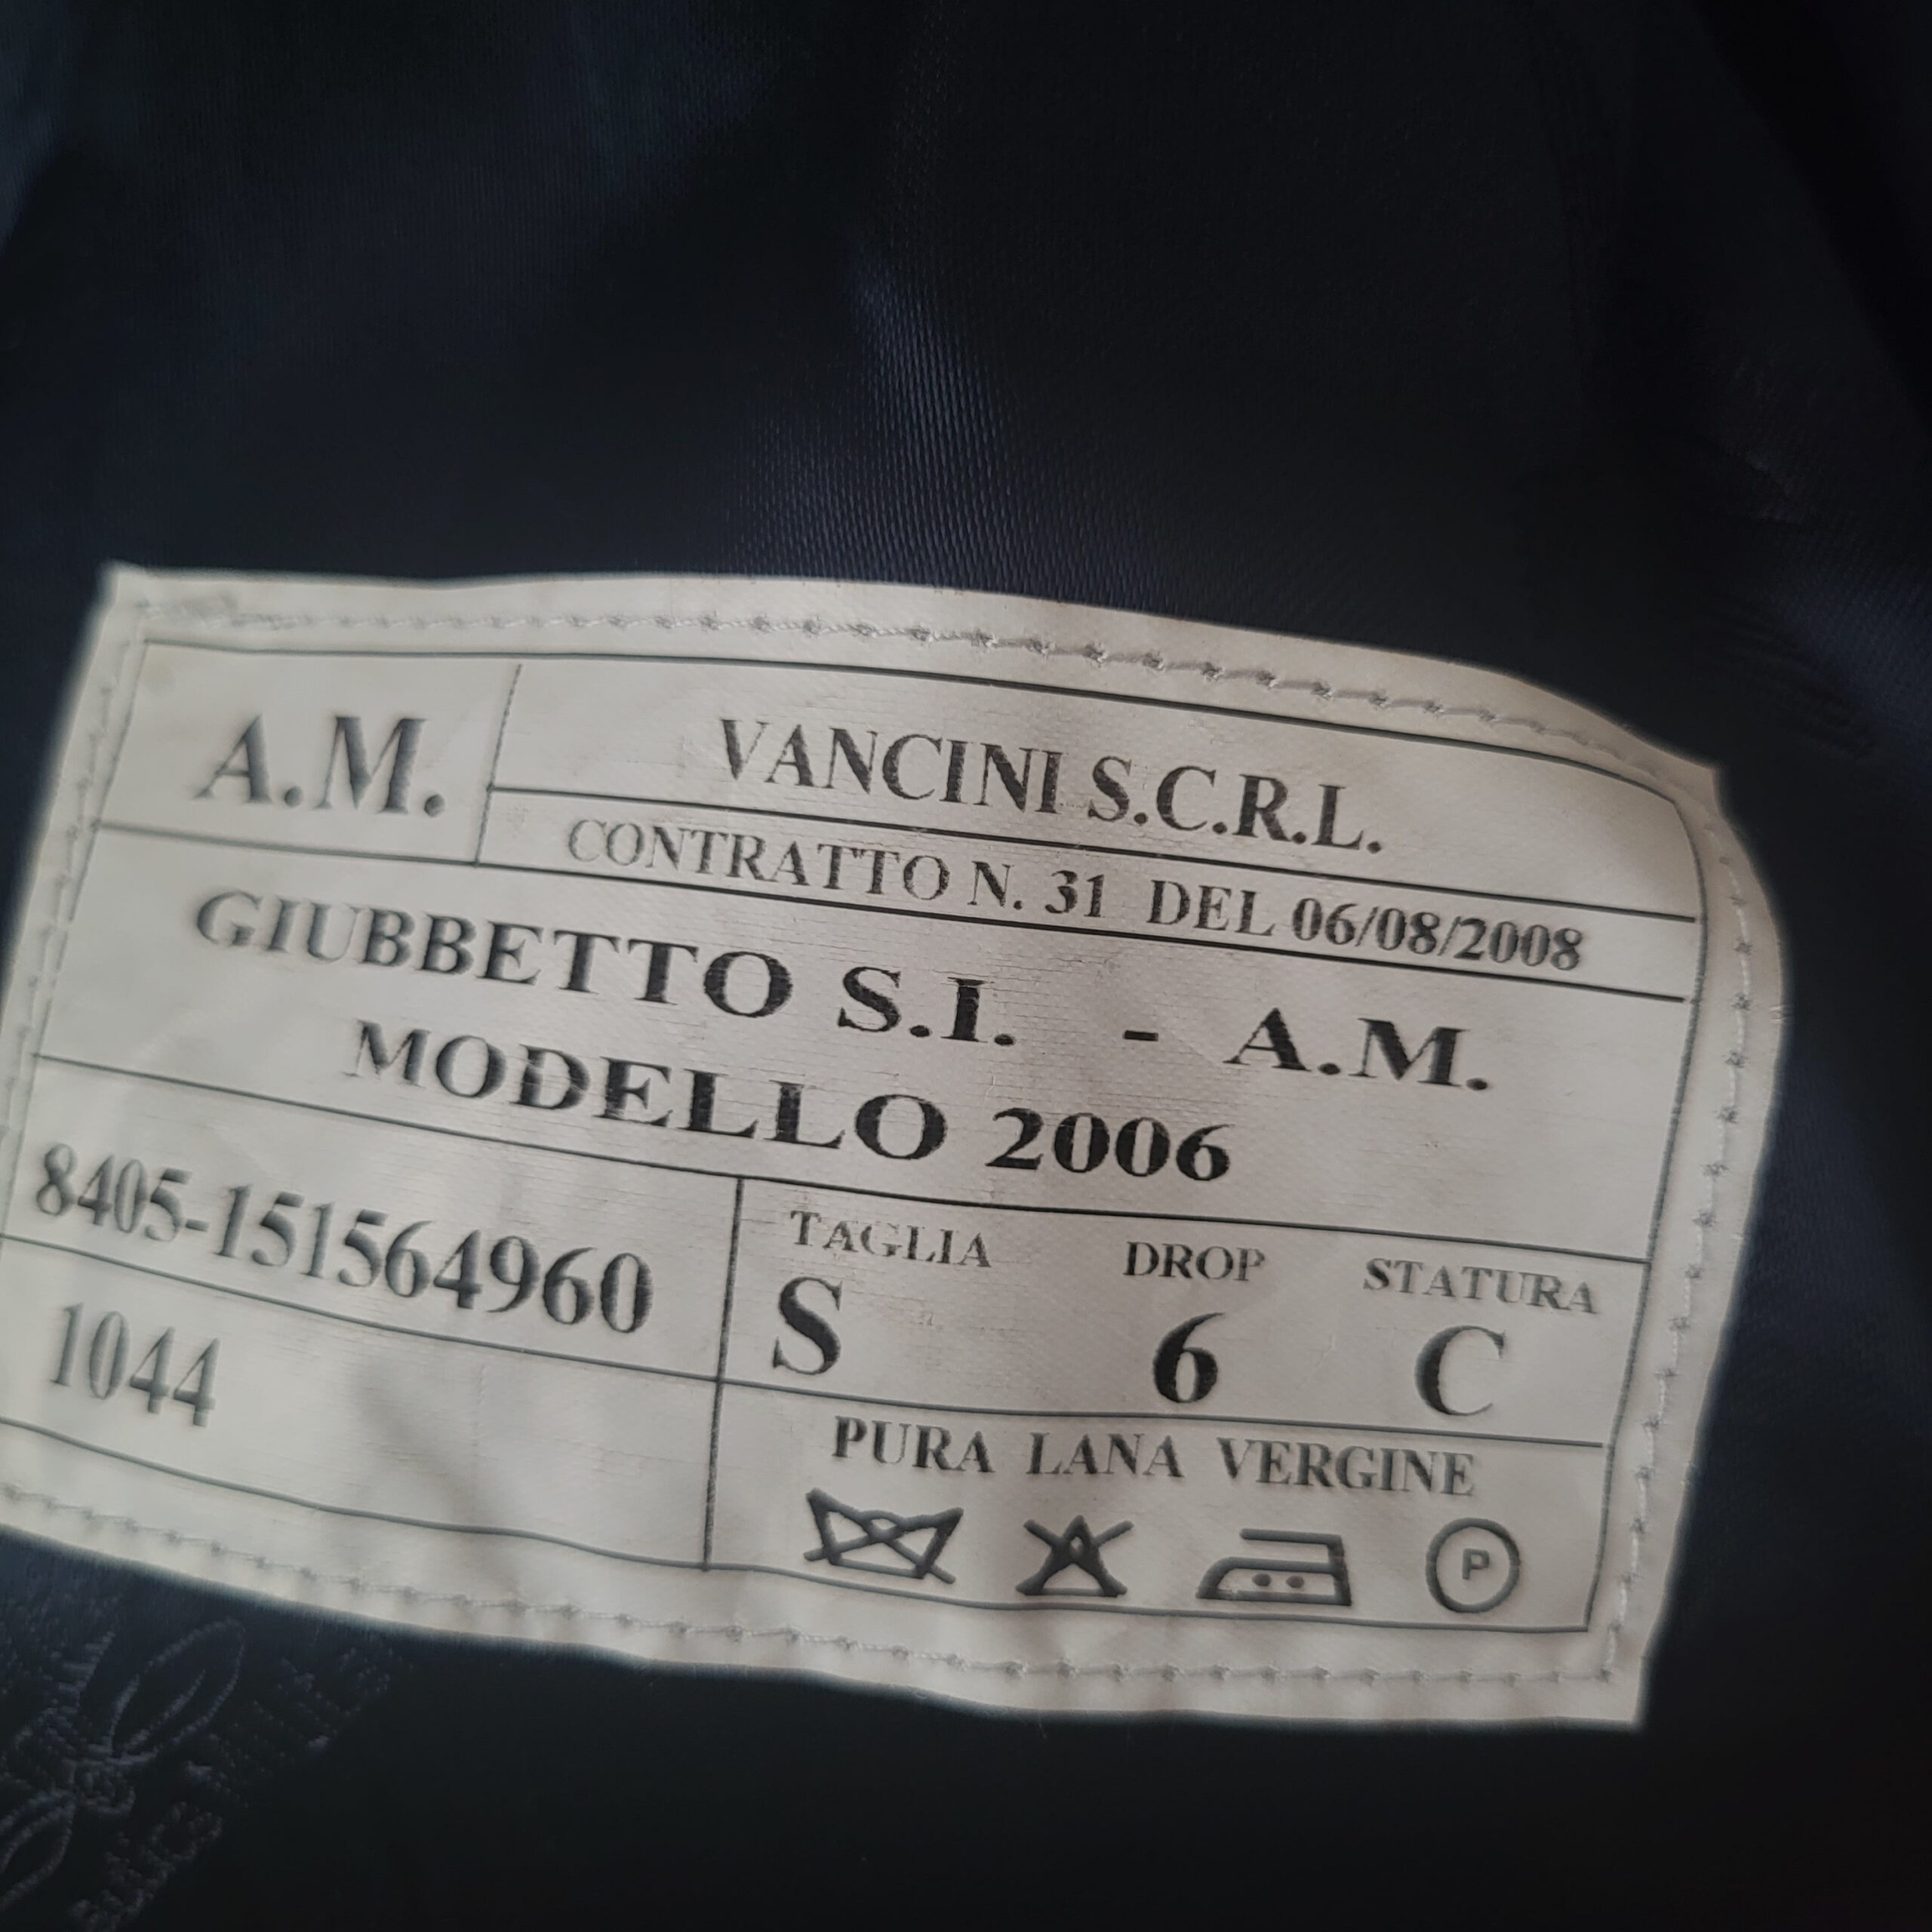 A.M.
VANCINI S.C.R.L.
CONTRATTO N. 31 DEL 06/08/2008
GIUBBETTO S.I. - A.M.
MODELLO 2006
8405-151564960
TAGLIA DROP STATURA
S 6 C
1044
PURA LANA VERGINE
P